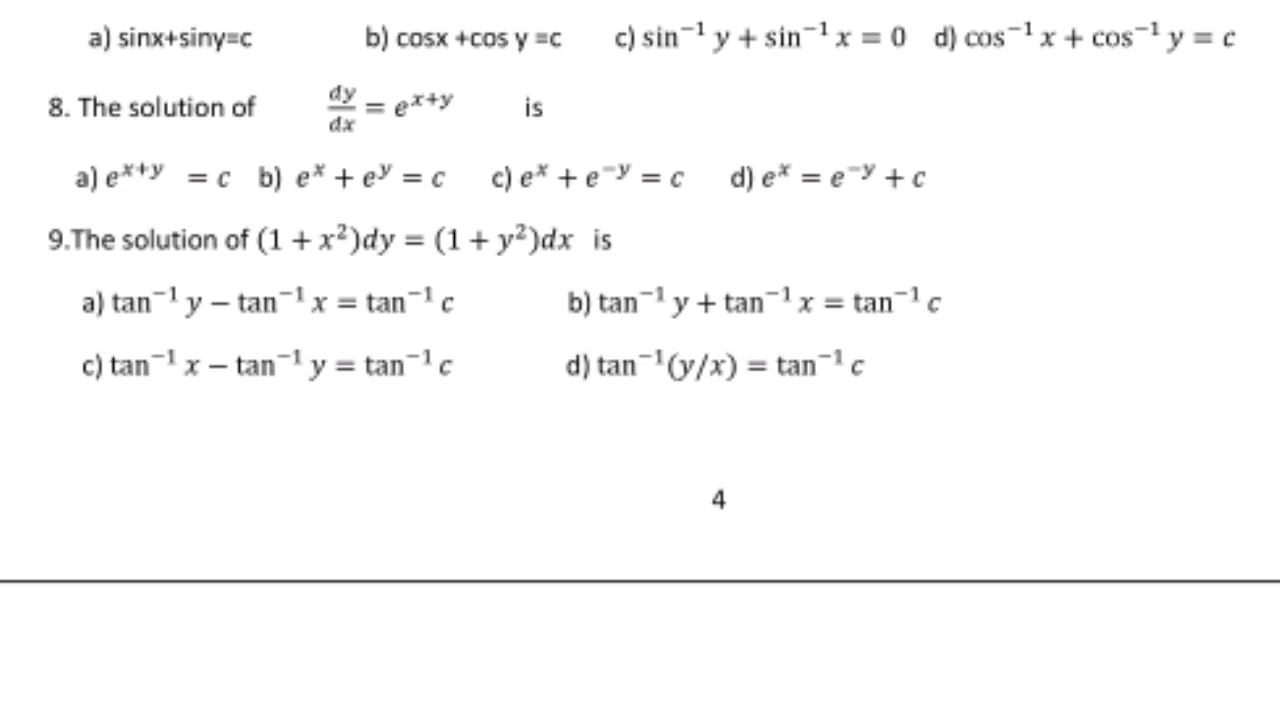 a) sinx+siny=c b) cosx +cos y =c c) sin⁻¹ y + sin⁻¹ x = 0 d) cos⁻¹ x + cos⁻¹ y = c
8. The solution of dy/dx = e^{x+y} is
a) e^{x+y} = c b) e^x + e^y = c c) e^x + e^{−y} = c d) e^x = e^{−y} + c
9.The solution of (1 + x²)dy = (1 + y²)dx is
a) tan⁻¹ y − tan⁻¹ x = tan⁻¹ c b) tan⁻¹ y + tan⁻¹ x = tan⁻¹ c
c) tan⁻¹ x − tan⁻¹ y = tan⁻¹ c d) tan⁻¹(y/x) = tan⁻¹ c
4